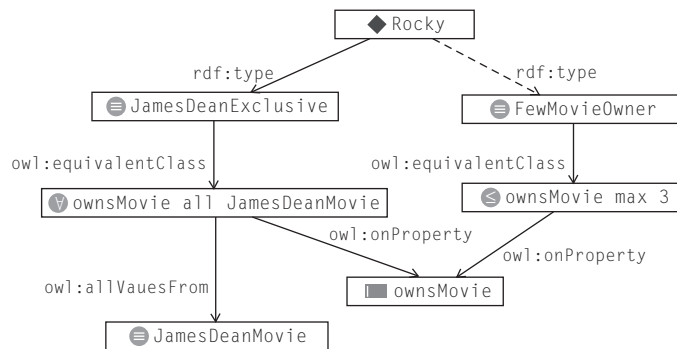 Rocky
rdf:type
rdf:type
JamesDeanExclusive
FewMovieOwner
owl:equivalentClass
owl:equivalentClass
∀ ownsMovie all JamesDeanMovie
≤ ownsMovie max 3
owl:onProperty
owl:onProperty
owl:allVauesFrom
ownsMovie
JamesDeanMovie